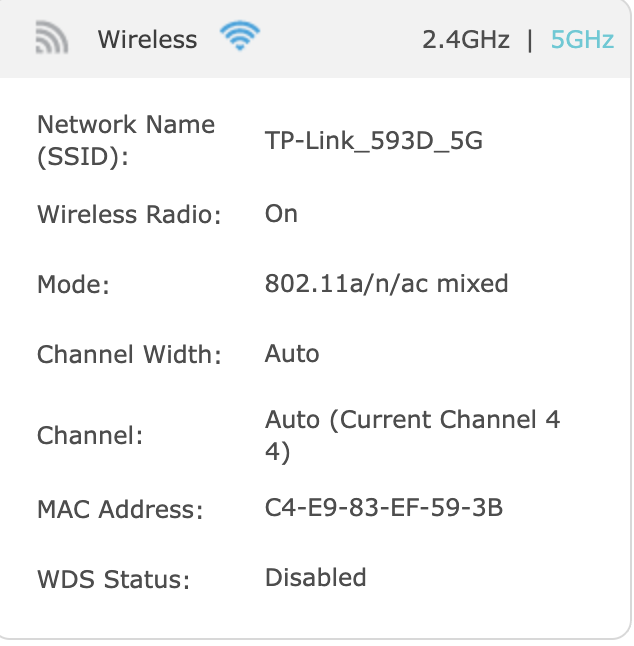 Wireless 2.4GHz | 5GHz
Network Name
(SSID): TP-Link_593D_5G
Wireless Radio: On
Mode: 802.11a/n/ac mixed
Channel Width: Auto
Channel: Auto (Current Channel 4
4)
MAC Address: C4-E9-83-EF-59-3B
WDS Status: Disabled